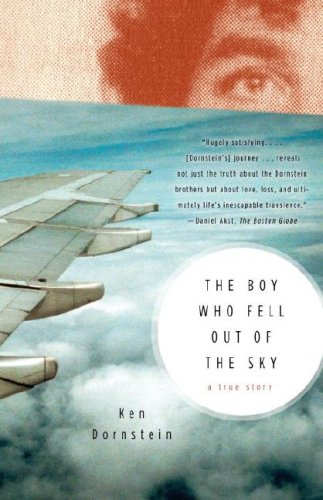 "Hugely satisfying. . . .
[Dornstein's] journey . . . reveals
not just the truth about the Dornstein
brothers but about love, loss, and ulti-
mately life's inescapable transience."
—Daniel Akst, The Boston Globe
THE BOY
WHO FELL
OUT OF
THE SKY
a true story
Ken
Dornstein